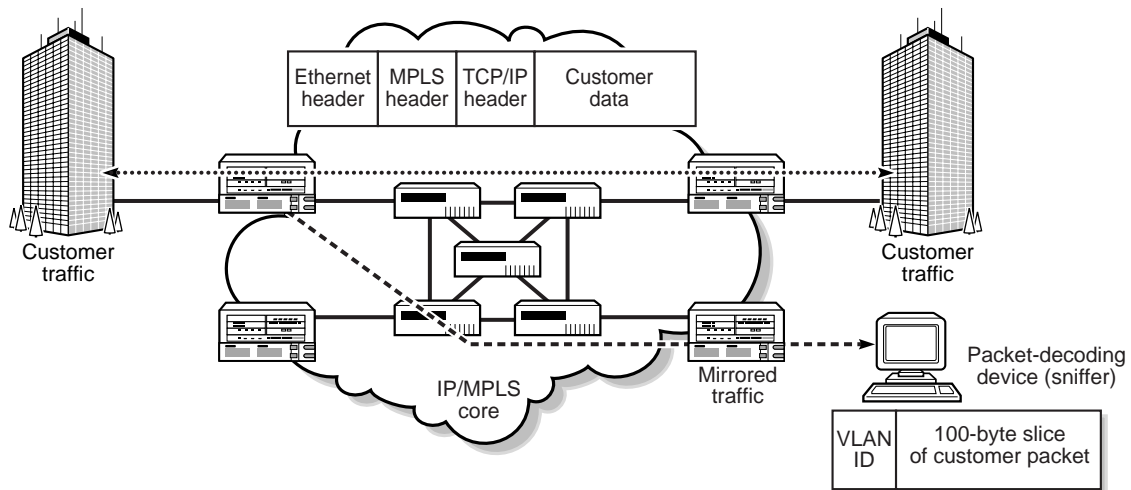 Ethernet
header
MPLS
header
TCP/IP
header
Customer
data
Customer
traffic
Customer
traffic
IP/MPLS
core
Mirrored
traffic
Packet-decoding
device (sniffer)
VLAN
ID
100-byte slice
of customer packet